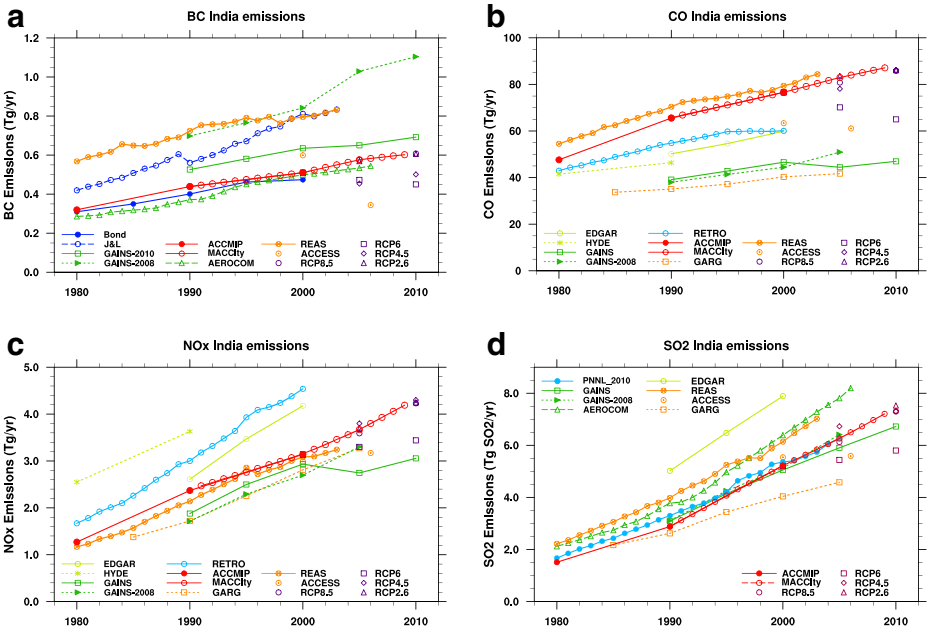 a
BC India emissions
BC Emissions (Tg/yr)
1.2
1.0
0.8
0.6
0.4
0.2
0.0
Bond
J&L
GAINS-2010
GAINS-2008
ACCMIP
MACCity
AEROCOM
REAS
ACCESS
RCP8.5
RCP6
RCP4.5
RCP2.6
1980 1990 2000 2010
b
CO India emissions
CO Emissions (Tg/yr)
100
80
60
40
20
0
EDGAR
HYDE
GAINS
GAINS-2008
RETRO
ACCMIP
MACCity
GARG
REAS
ACCESS
RCP8.5
RCP6
RCP4.5
RCP2.6
1980 1990 2000 2010
c
NOx India emissions
NOx Emissions (Tg/yr)
5.0
4.0
3.0
2.0
1.0
0.0
EDGAR
HYDE
GAINS
GAINS-2008
RETRO
ACCMIP
MACCity
GARG
REAS
ACCESS
RCP8.5
RCP6
RCP4.5
RCP2.6
1980 1990 2000 2010
d
SO2 India emissions
SO2 Emissions (Tg SO2/yr)
8.0
6.0
4.0
2.0
0.0
PNNL_2010
GAINS
GAINS-2008
AEROCOM
EDGAR
REAS
ACCESS
GARG
ACCMIP
MACCity
RCP8.5
RCP6
RCP4.5
RCP2.6
1980 1990 2000 2010